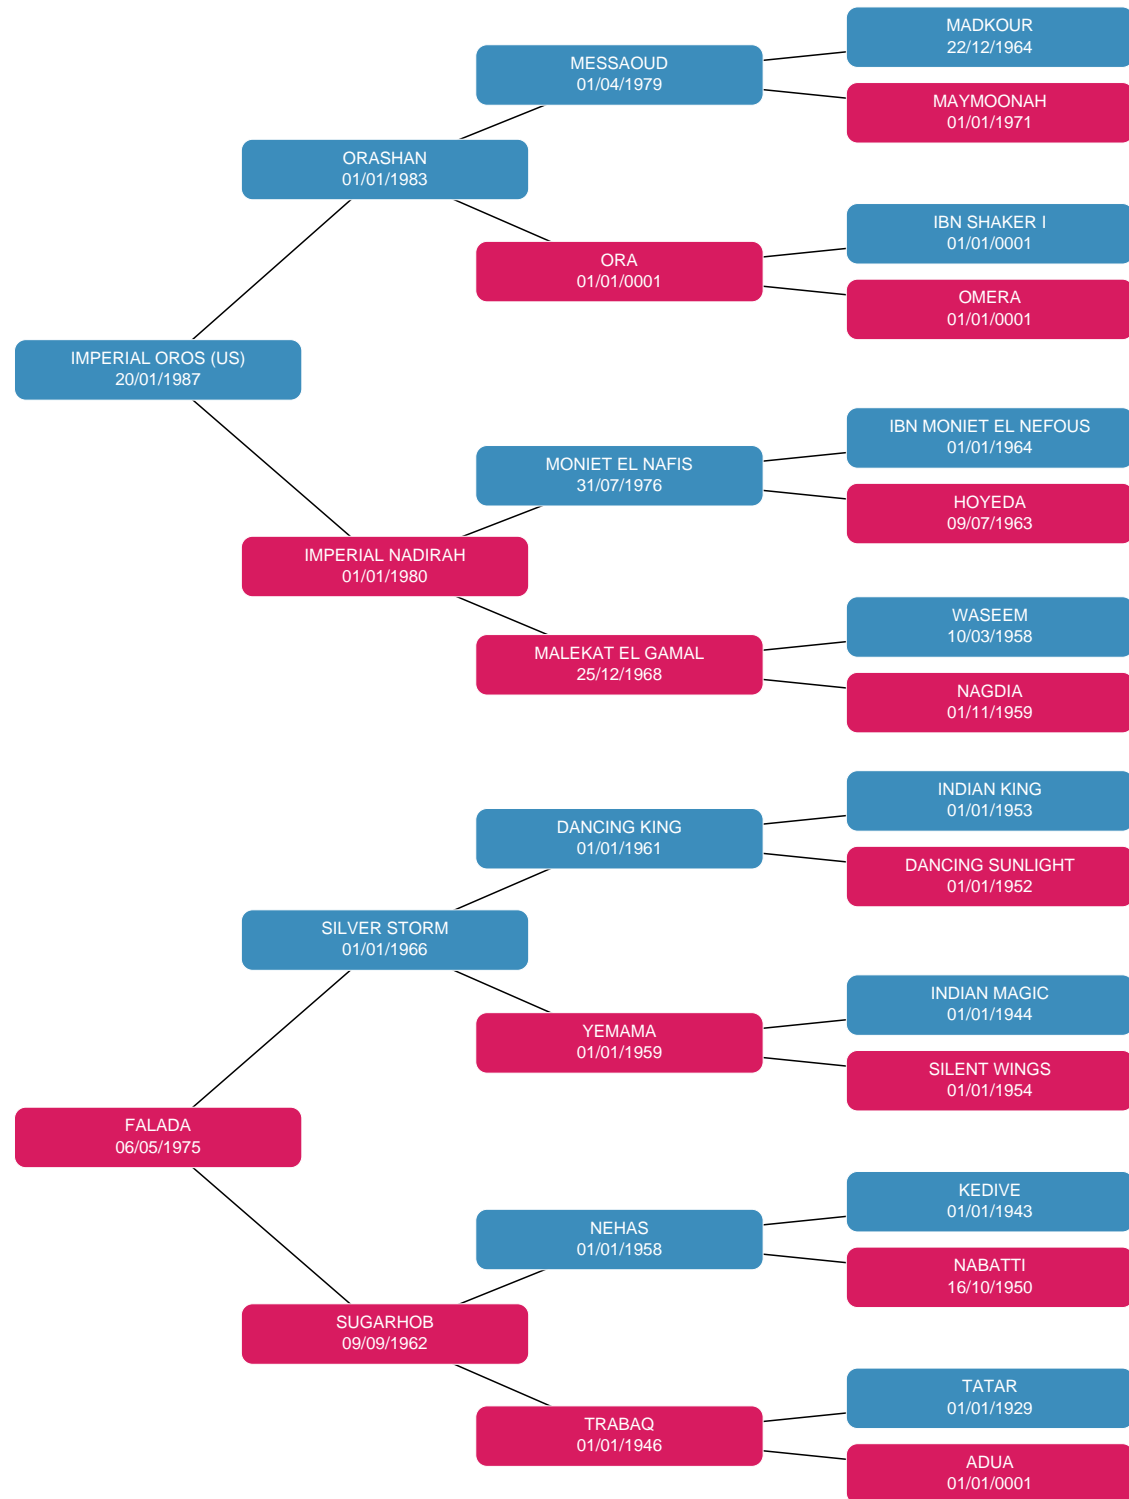 MADKOUR
22/12/1964
MESSAOUD
01/04/1979
MAYMOONAH
01/01/1971
ORASHAN
01/01/1983
IBN SHAKER I
01/01/0001
ORA
01/01/0001
OMERA
01/01/0001
IMPERIAL OROS (US)
20/01/1987
IBN MONIET EL NEFOUS
01/01/1964
MONIET EL NAFIS
31/07/1976
HOYEDA
09/07/1963
IMPERIAL NADIRAH
01/01/1980
WASEEM
10/03/1958
MALEKAT EL GAMAL
25/12/1968
NAGDIA
01/11/1959
INDIAN KING
01/01/1953
DANCING KING
01/01/1961
DANCING SUNLIGHT
01/01/1952
SILVER STORM
01/01/1966
INDIAN MAGIC
01/01/1944
YEMAMA
01/01/1959
SILENT WINGS
01/01/1954
FALADA
06/05/1975
KEDIVE
01/01/1943
NEHAS
01/01/1958
NABATTI
16/10/1950
SUGARHOB
09/09/1962
TATAR
01/01/1929
TRABAQ
01/01/1946
ADUA
01/01/0001